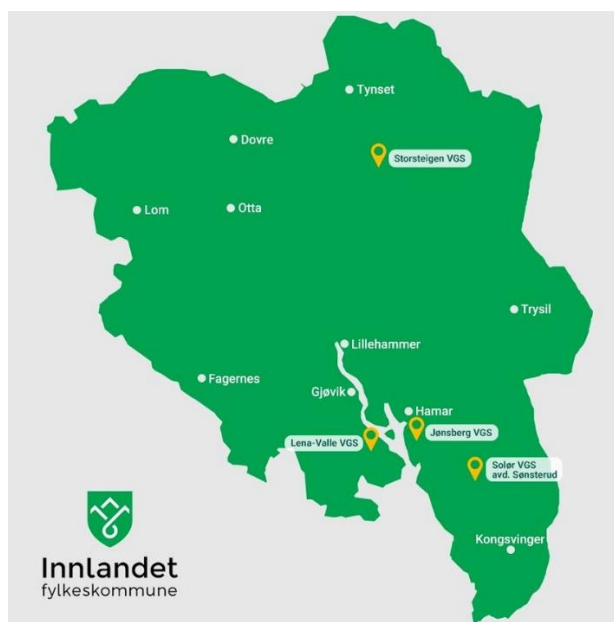 Tynset
Dovre
Storsteigen VGS
Lom
Otta
Trysil
Lillehammer
Fagernes
Gjøvik
Hamar
Lena-Valle VGS
Jønsberg VGS
Solør VGS
avd. Sønsterud
Kongsvinger
Innlandet
fylkeskommune